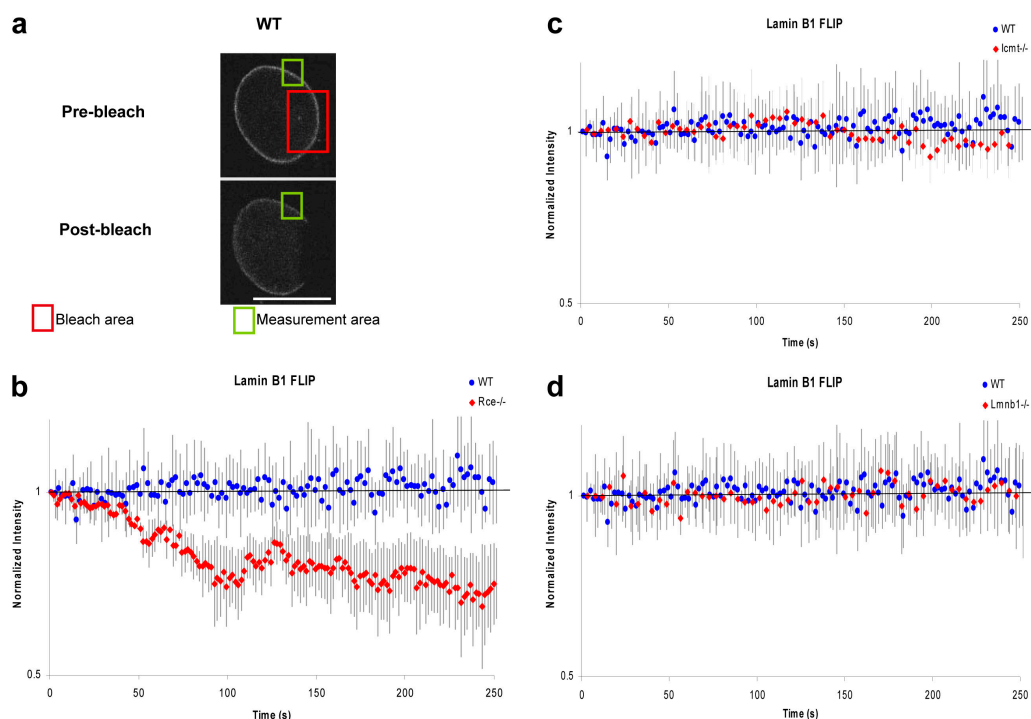 a
WT
Pre-bleach
Post-bleach
Bleach area
Measurement area
b
Lamin B1 FLIP
WT
Rce-/-
Normalized Intensity
1
0.5
0
50
100
150
200
250
Time (s)
c
Lamin B1 FLIP
WT
Icmt-/-
Normalized Intensity
1
0.5
0
50
100
150
200
250
Time (s)
d
Lamin B1 FLIP
WT
Lmnb1-/-
Normalized Intensity
1
0.5
0
50
100
150
200
250
Time (s)